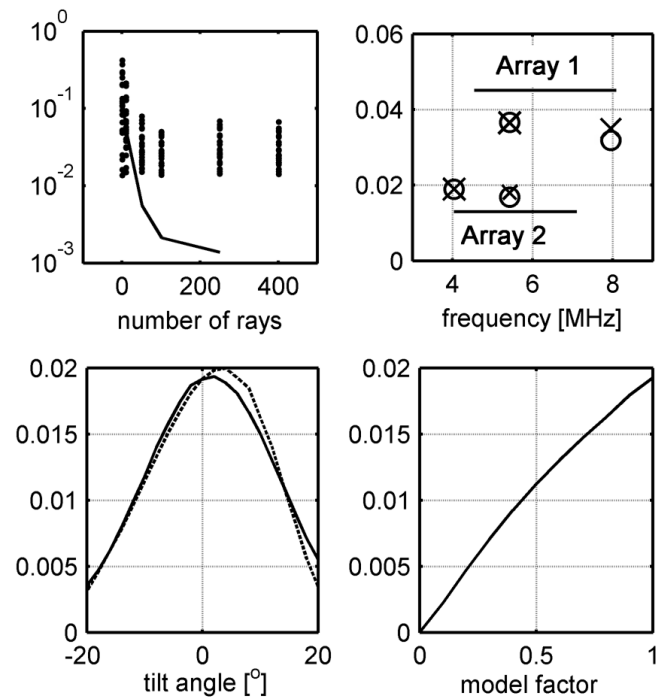 10^0
10^-1
10^-2
10^-3
0 200 400
number of rays
0.06
0.04
0.02
0
Array 1
Array 2
4 6 8
frequency [MHz]
0.02
0.015
0.01
0.005
0
-20 0 20
tilt angle [°]
0.02
0.015
0.01
0.005
0
0 0.5 1
model factor